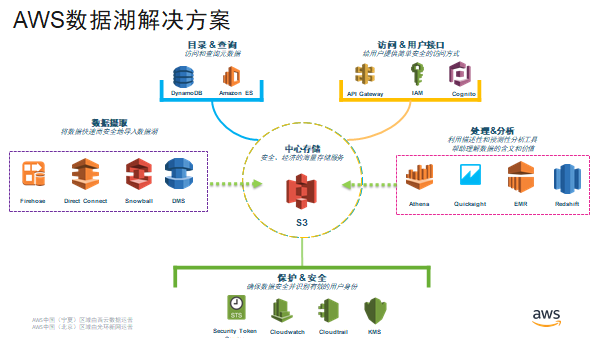 AWS数据湖解决方案
目录＆查询
访问和查询元数据
DynamoDB
Amazon ES
访问＆用户接口
给用户提供简单安全的访问方式
API Gateway
IAM
Cognito
数据摄取
将数据快速而安全地导入数据湖
Firehose
Direct Connect
Snowball
DMS
中心存储
安全、经济的海量存储服务
S3
处理&分析
利用描述性和预测性分析工具
帮助理解数据的含义和价值
Athena
Quicksight
EMR
Redshift
保护＆安全
确保数据安全并识别有效的用户身份
STS
Security Token
Cloudwatch
Cloudtrail
KMS
AWS中国（宁夏）区域由西云数据运营
AWS中国（北京）区域由光环新网运营
aws